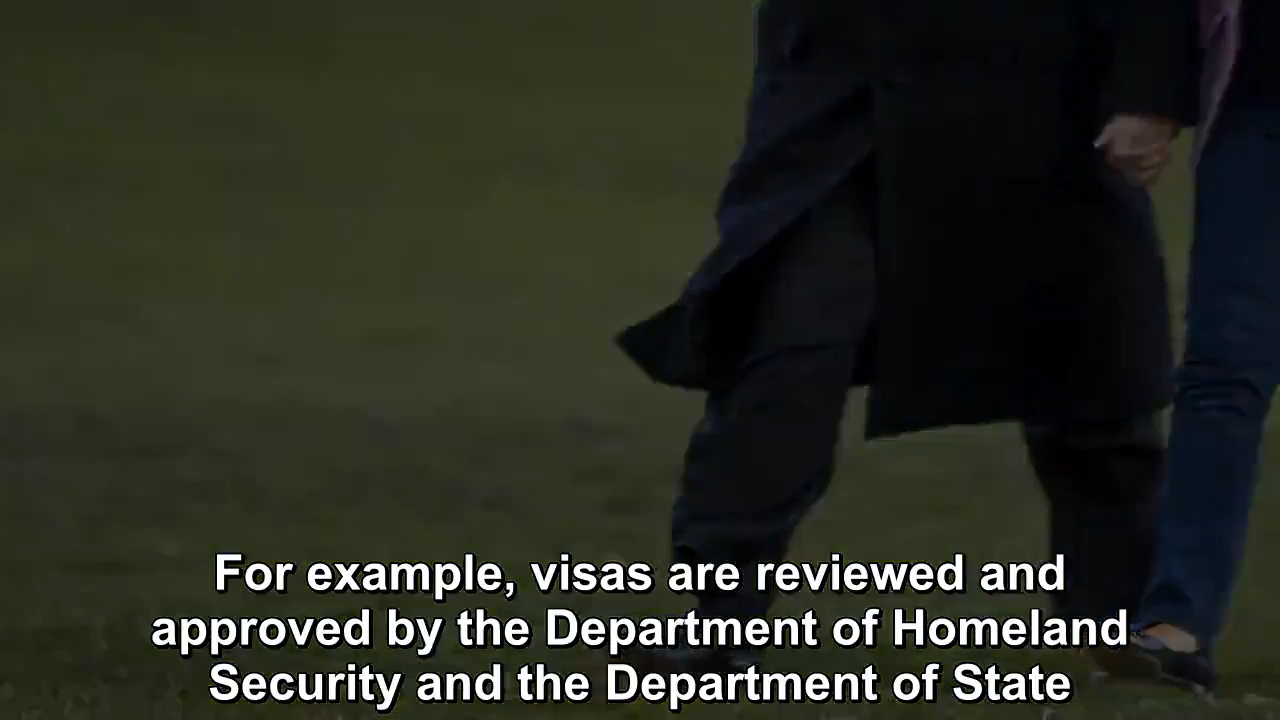 For example, visas are reviewed and
approved by the Department of Homeland
Security and the Department of State